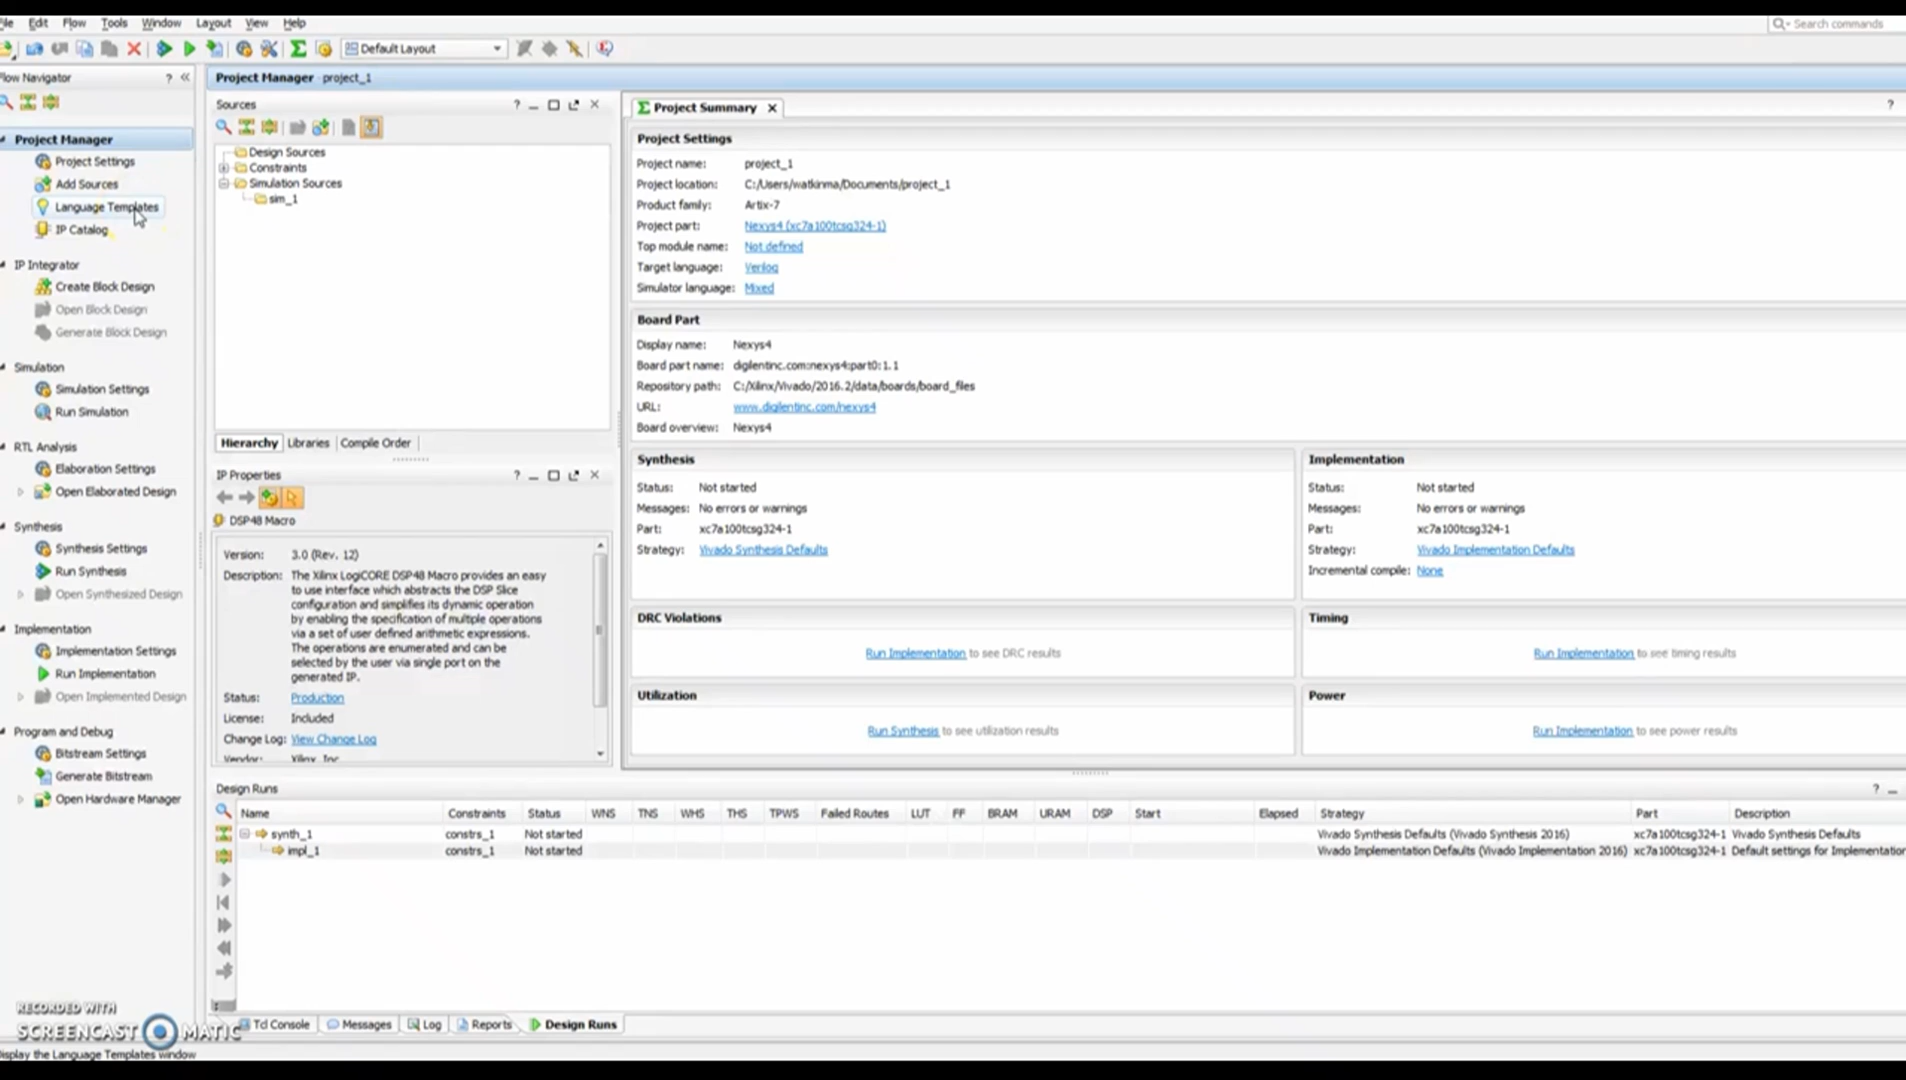 File Edit Flow Tools Window Layout View Help
Search commands
Default Layout
Flow Navigator
Project Manager
Project Settings
Add Sources
Language Templates
IP Catalog
IP Integrator
Create Block Design
Open Block Design
Generate Block Design
Simulation
Simulation Settings
Run Simulation
RTL Analysis
Elaboration Settings
Open Elaborated Design
Synthesis
Synthesis Settings
Run Synthesis
Open Synthesized Design
Implementation
Implementation Settings
Run Implementation
Open Implemented Design
Program and Debug
Bitstream Settings
Generate Bitstream
Open Hardware Manager
Project Manager - project_1
Sources
Design Sources
Constraints
Simulation Sources
sim_1
Hierarchy Libraries Compile Order
IP Properties
DSP48 Macro
Version: 3.0 (Rev. 12)
Description: The Xilinx LogiCORE DSP48 Macro provides an easy
to use interface which abstracts the DSP Slice
configuration and simplifies its dynamic operation
by enabling the specification of multiple operations
via a set of user defined arithmetic expressions.
The operations are enumerated and can be
selected by the user via single port on the
generated IP.
Status: Production
License: Included
Change Log: View Change Log
Vendor: Xilinx, Inc
Project Summary
Project Settings
Project name: project_1
Project location: C:/Users/watkinma/Documents/project_1
Product family: Artix-7
Project part: Nexys4 (xc7a100tcsg324-1)
Top module name: Not defined
Target language: Verilog
Simulator language: Mixed
Board Part
Display name: Nexys4
Board part name: digilentinc.com:nexys4:part0:1.1
Repository path: C:/Xilinx/Vivado/2016.2/data/boards/board_files
URL: www.digilentinc.com/nexys4
Board overview: Nexys4
Synthesis
Status: Not started
Messages: No errors or warnings
Part: xc7a100tcsg324-1
Strategy: Vivado Synthesis Defaults
Implementation
Status: Not started
Messages: No errors or warnings
Part: xc7a100tcsg324-1
Strategy: Vivado Implementation Defaults
Incremental compile: None
DRC Violations
Run Implementation to see DRC results
Timing
Run Implementation to see timing results
Utilization
Run Synthesis to see utilization results
Power
Run Implementation to see power results
Design Runs
Name Constraints Status WNS TNS WHS THS TPWS Failed Routes LUT FF BRAM URAM DSP Start Elapsed Strategy Part Description
synth_1 constrs_1 Not started Vivado Synthesis Defaults (Vivado Synthesis 2016) xc7a100tcsg324-1 Vivado Synthesis Defaults
impl_1 constrs_1 Not started Vivado Implementation Defaults (Vivado Implementation 2016) xc7a100tcsg324-1 Default settings for Implementation
Tcl Console Messages Log Reports Design Runs
RECORDED WITH
SCREENCAST MATIC
Display the Language Templates window